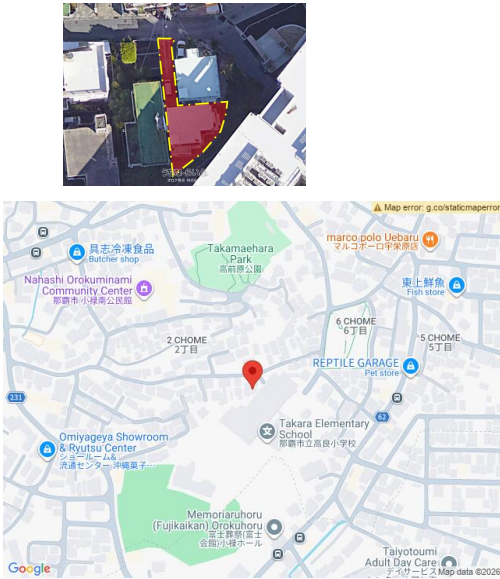 Map error: g.co/staticmaperror
marco polo Uebaru
マルコポーロ宇栄原店
具志冷凍食品
Butcher shop
Takamaehara
Park
高前原公園
東上鮮魚
Fish store
Nahashi Orokuminami
Community Center
那覇市 小禄南公民館
6 CHOME
6丁目
2 CHOME
2丁目
5 CHOME
5丁目
REPTILE GARAGE
Pet store
231
62
Takara Elementary
School
那覇市立高良小学校
Omiyageya Showroom
& Ryutsu Center
ショールーム&
流通センター 沖縄菓子…
Memoriaruhoru
(Fujikaikan) Orokuhoru
富士葬祭(富士
会館)小禄ホール
Taiyotoumi
Adult Day Care
デイサービス
Google
Map data ©2026